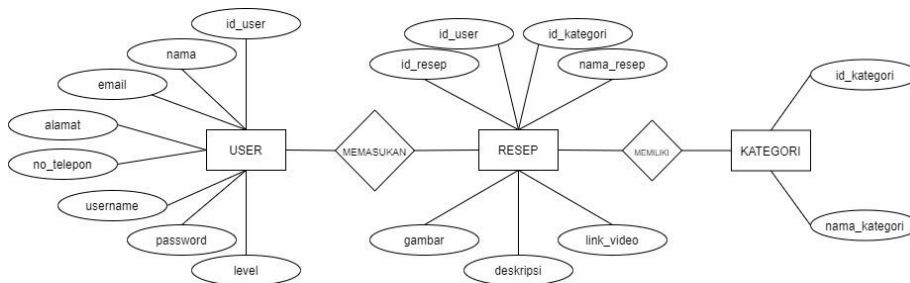 id_user
nama
email
alamat
no_telepon
username
password
level
USER
MEMASUKAN
id_user
id_kategori
id_resep
nama_resep
RESEP
gambar
deskripsi
link_video
MEMILIKI
id_kategori
KATEGORI
nama_kategori